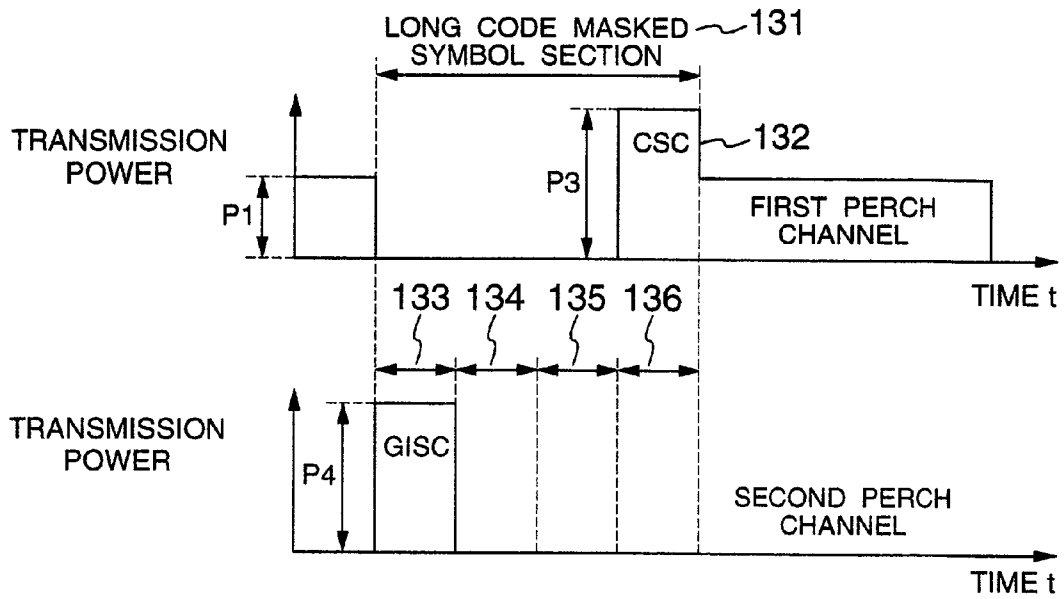 LONG CODE MASKED
SYMBOL SECTION
131
TRANSMISSION
POWER
P1
P3
CSC
132
FIRST PERCH
CHANNEL
TIME t
133
134
135
136
TRANSMISSION
POWER
P4
GISC
SECOND PERCH
CHANNEL
TIME t